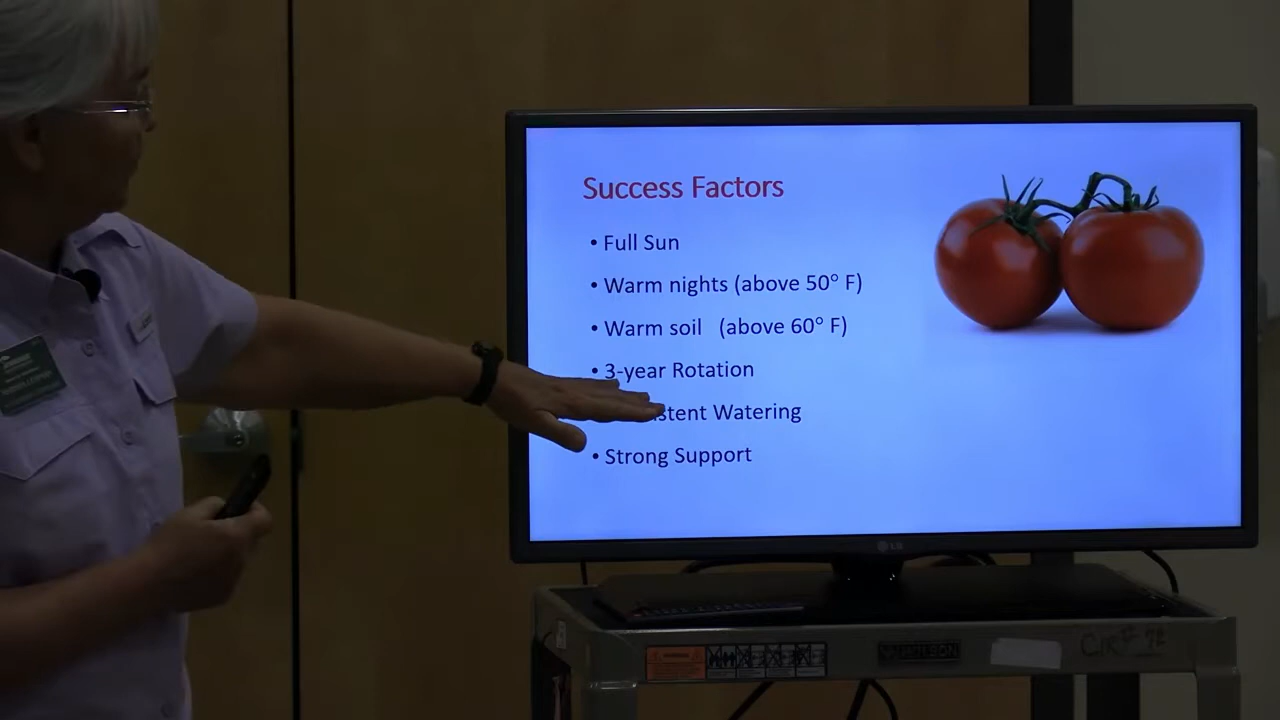 Success Factors
• Full Sun
• Warm nights (above 50° F)
• Warm soil (above 60° F)
• 3-year Rotation
stent Watering
• Strong Support
LG